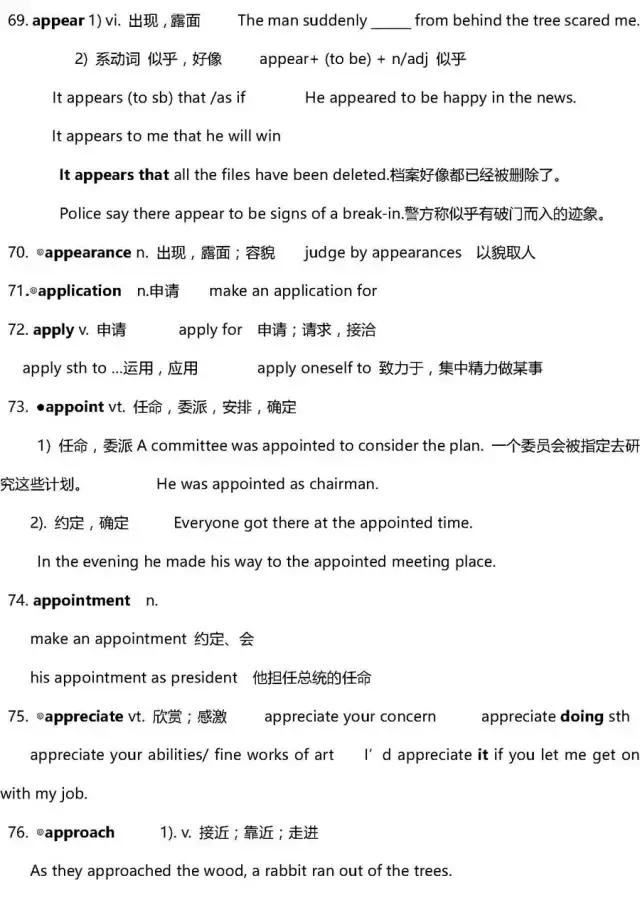 69. appear 1) vi. 出现,露面 The man suddenly _____ from behind the tree scared me.
2) 系动词 似乎,好像 appear+ (to be) + n/adj 似乎
It appears (to sb) that /as if He appeared to be happy in the news.
It appears to me that he will win
It appears that all the files have been deleted.档案好像都已经被删除了。
Police say there appear to be signs of a break-in.警方称似乎有破门而入的迹象。
70. ⊙appearance n. 出现,露面;容貌 judge by appearances 以貌取人
71.⊙application n.申请 make an application for
72. apply v. 申请 apply for 申请;请求,接洽
apply sth to ...运用,应用 apply oneself to 致力于,集中精力做某事
73. ●appoint vt. 任命,委派,安排,确定
1) 任命,委派 A committee was appointed to consider the plan. 一个委员会被指定去研
究这些计划。 He was appointed as chairman.
2). 约定,确定 Everyone got there at the appointed time.
In the evening he made his way to the appointed meeting place.
74. appointment n.
make an appointment 约定、会
his appointment as president 他担任总统的任命
75. ⊙appreciate vt. 欣赏;感激 appreciate your concern appreciate doing sth
appreciate your abilities/ fine works of art I’d appreciate it if you let me get on
with my job.
76. ⊙approach 1). v. 接近;靠近;走进
As they approached the wood, a rabbit ran out of the trees.